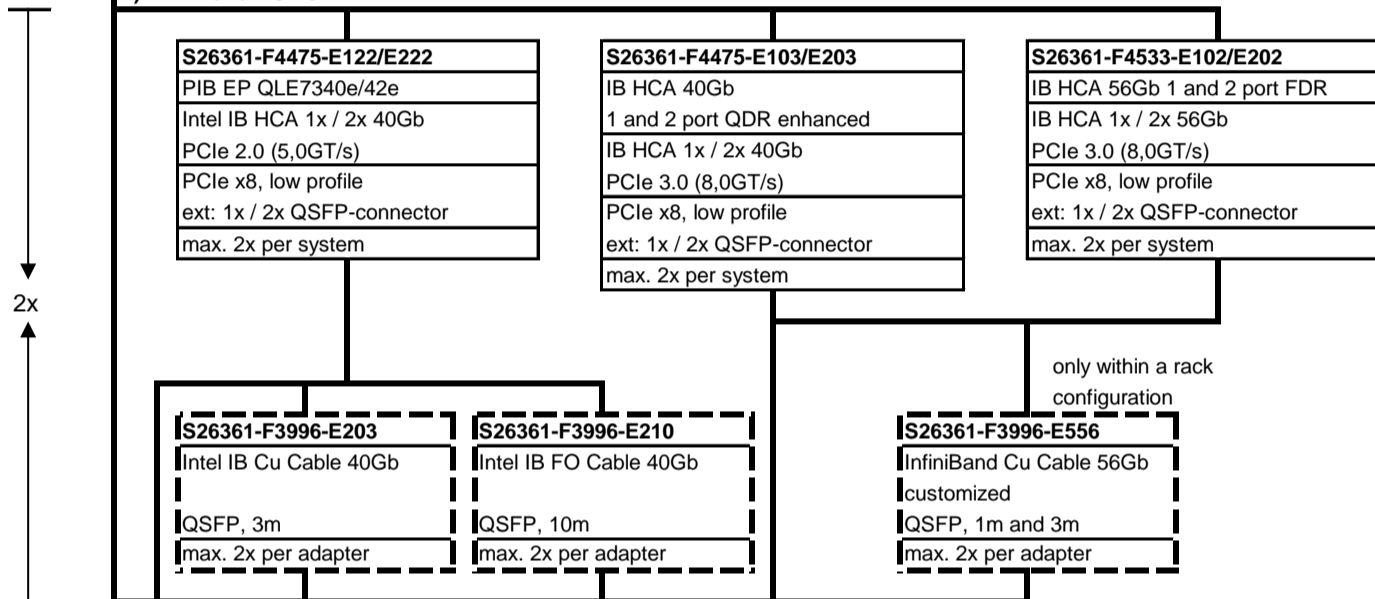 S26361-F4475-E122/E222
PIB EP QLE7340e/42e
Intel IB HCA 1x / 2x 40Gb
PCIe 2.0 (5,0GT/s)
PCIe x8, low profile
ext: 1x / 2x QSFP-connector
max. 2x per system
S26361-F4475-E103/E203
IB HCA 40Gb
1 and 2 port QDR enhanced
IB HCA 1x / 2x 40Gb
PCIe 3.0 (8,0GT/s)
PCIe x8, low profile
ext: 1x / 2x QSFP-connector
max. 2x per system
S26361-F4533-E102/E202
IB HCA 56Gb 1 and 2 port FDR
IB HCA 1x / 2x 56Gb
PCIe 3.0 (8,0GT/s)
PCIe x8, low profile
ext: 1x / 2x QSFP-connector
max. 2x per system
2x
only within a rack
configuration
S26361-F3996-E203
Intel IB Cu Cable 40Gb
QSFP, 3m
max. 2x per adapter
S26361-F3996-E210
Intel IB FO Cable 40Gb
QSFP, 10m
max. 2x per adapter
S26361-F3996-E556
InfiniBand Cu Cable 56Gb
customized
QSFP, 1m and 3m
max. 2x per adapter